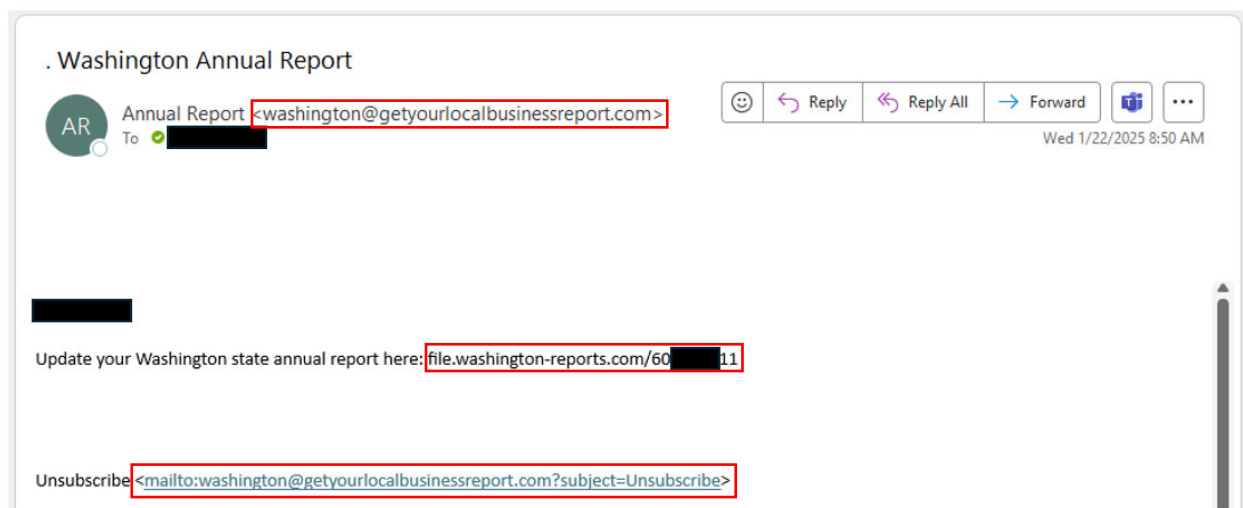 . Washington Annual Report
AR
Annual Report <washington@getyourlocalbusinessreport.com>
Reply
Reply All
Forward
To
Wed 1/22/2025 8:50 AM
Update your Washington state annual report here: file.washington-reports.com/60 11
Unsubscribe <mailto:washington@getyourlocalbusinessreport.com?subject=Unsubscribe>